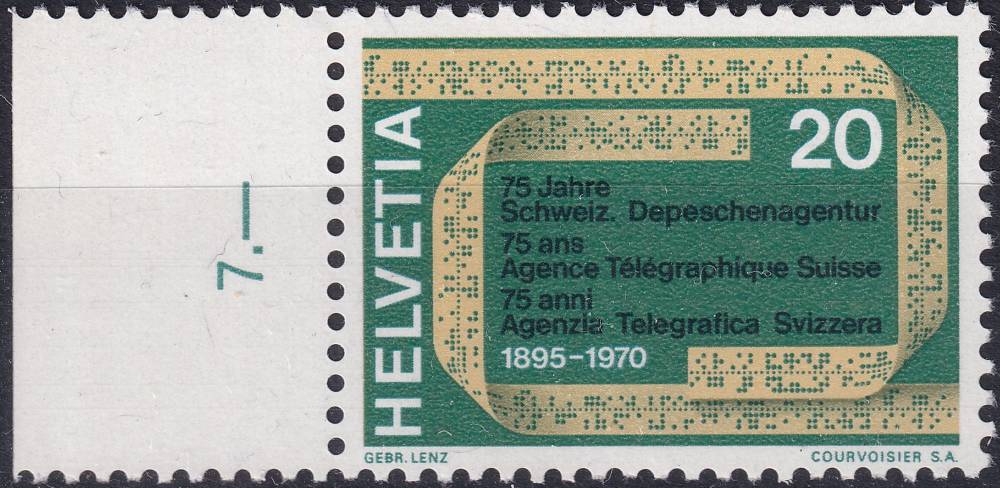 7.—
HELVETIA
20
75 Jahre
Schweiz. Depeschenagentur
75 ans
Agence Télégraphique Suisse
75 anni
Agenzia Telegrafica Svizzera
1895-1970
GEBR. LENZ
COURVOISIER S.A.